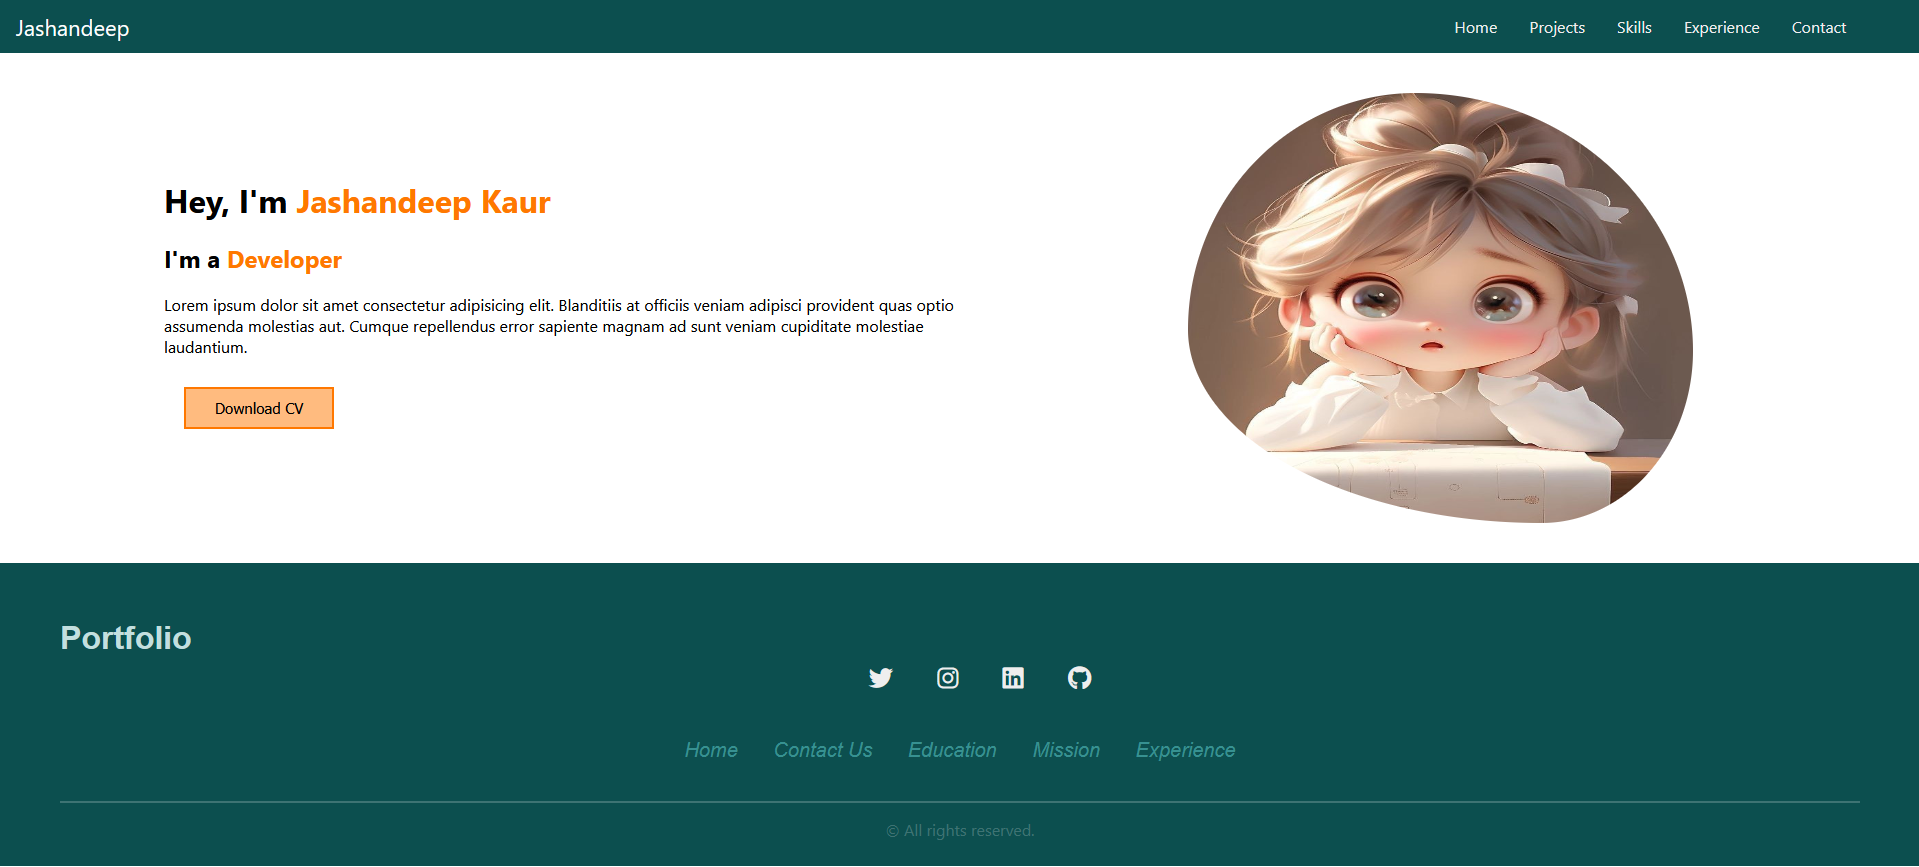 Jashandeep
Home Projects Skills Experience Contact
Hey, I'm Jashandeep Kaur
I'm a Developer
Lorem ipsum dolor sit amet consectetur adipisicing elit. Blanditiis at officiis veniam adipisci provident quas optio
assumenda molestias aut. Cumque repellendus error sapiente magnam ad sunt veniam cupiditate molestiae
laudantium.
Download CV
Portfolio
Home Contact Us Education Mission Experience
© All rights reserved.